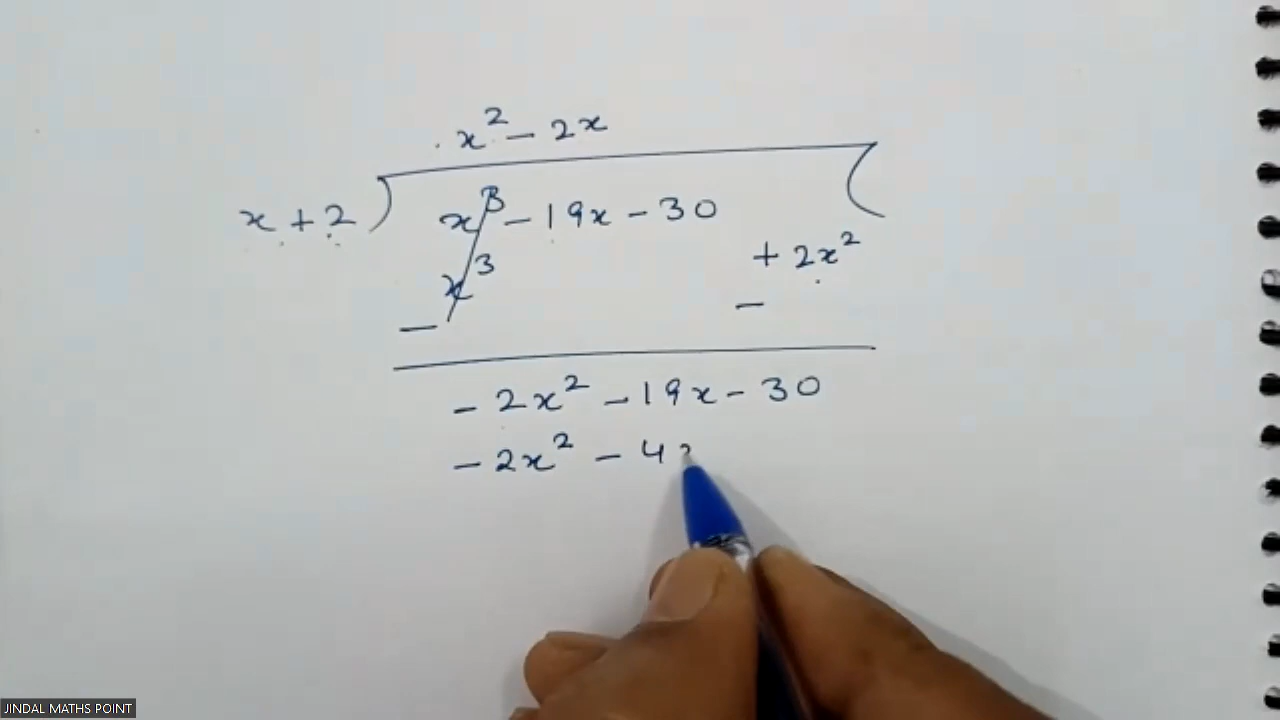 x² - 2x
x + 2 ) x³ - 19x - 30
x³ + 2x²
- -
- 2x² - 19x - 30
- 2x² - 4
JINDAL MATHS POINT